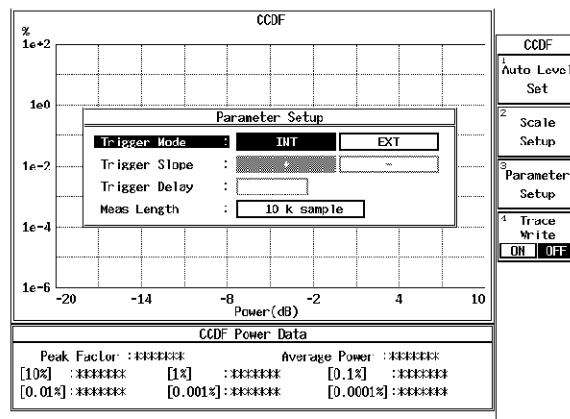 CCDF
%
1e+2
1e0
1e-2
1e-4
1e-6
-20 -14 -8 -2 4 10
Power(dB)
Parameter Setup
Trigger Mode : INT EXT
Trigger Slope : + -
Trigger Delay :
Meas Length : 10 k sample
CCDF Power Data
Peak Factor :******* Average Power :*******
[10%] :******* [1%] :******* [0.1%] :*******
[0.01%]:******* [0.001%]:******* [0.0001%]:*******
CCDF
1
Auto Level
Set
2
Scale
Setup
3
Parameter
Setup
4 Trace
Write
ON OFF